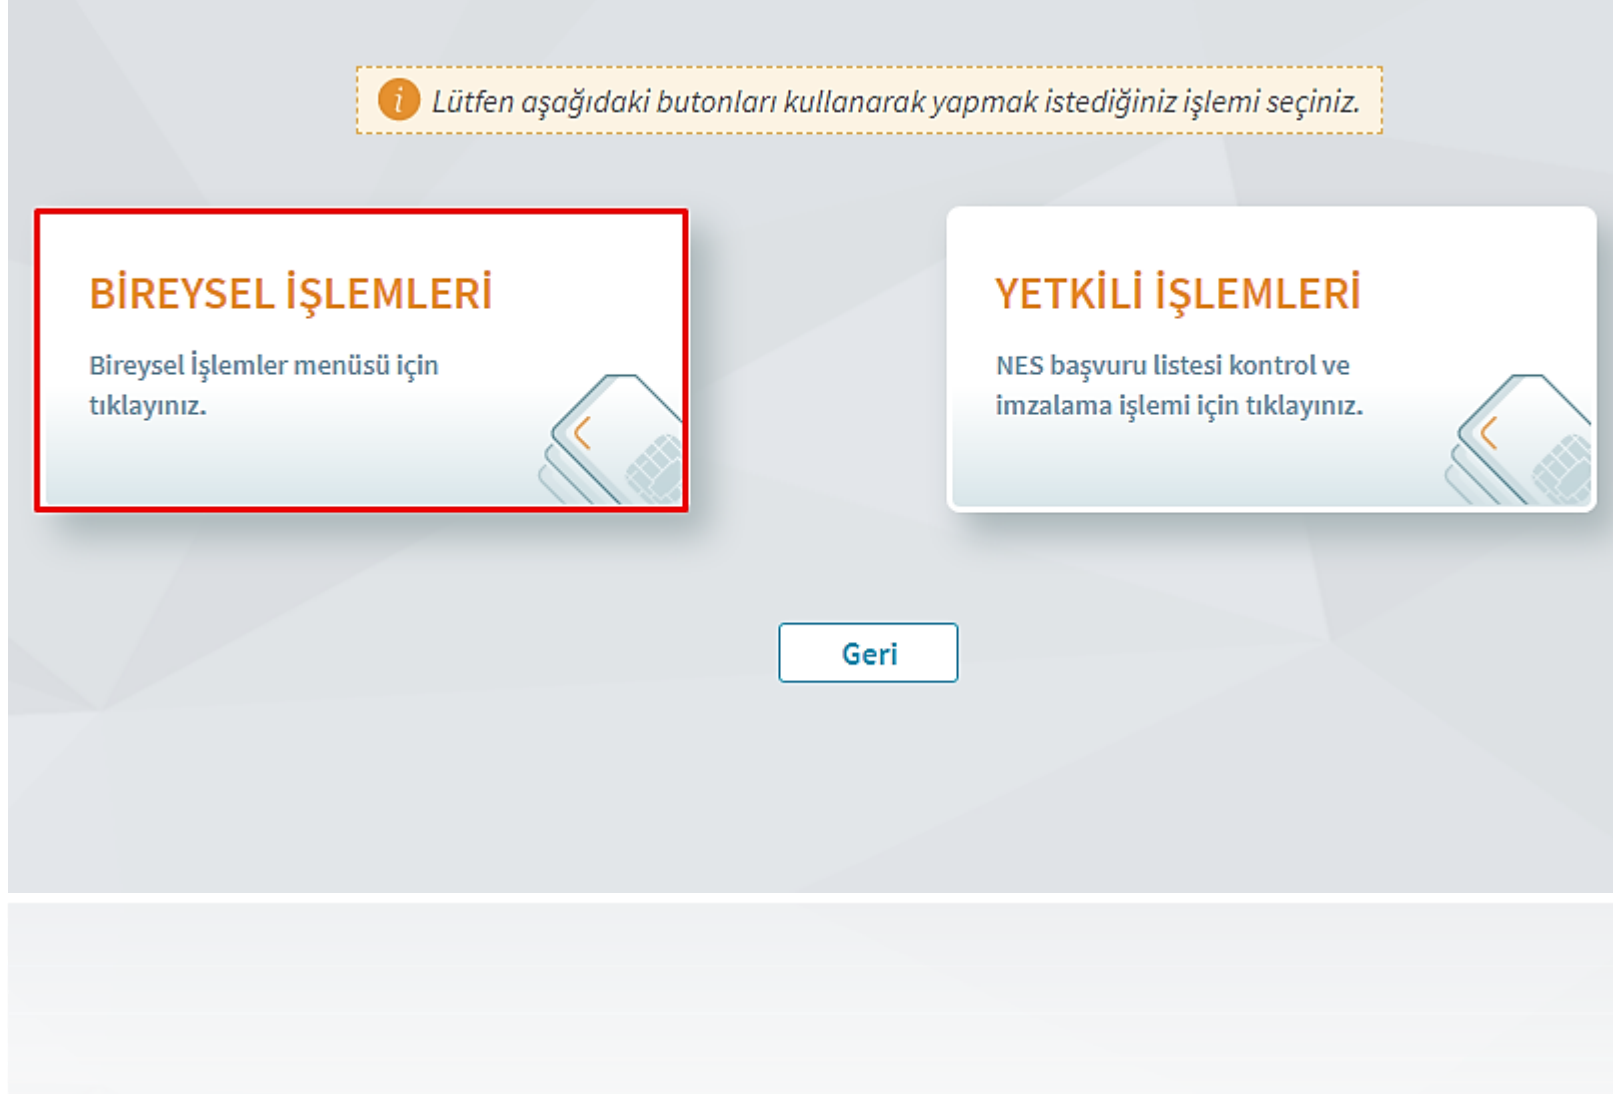 i Lütfen aşağıdaki butonları kullanarak yapmak istediğiniz işlemi seçiniz.
BİREYSEL İŞLEMLERİ
Bireysel İşlemler menüsü için
tıklayınız.
YETKİLİ İŞLEMLERİ
NES başvuru listesi kontrol ve
imzalama işlemi için tıklayınız.
Geri